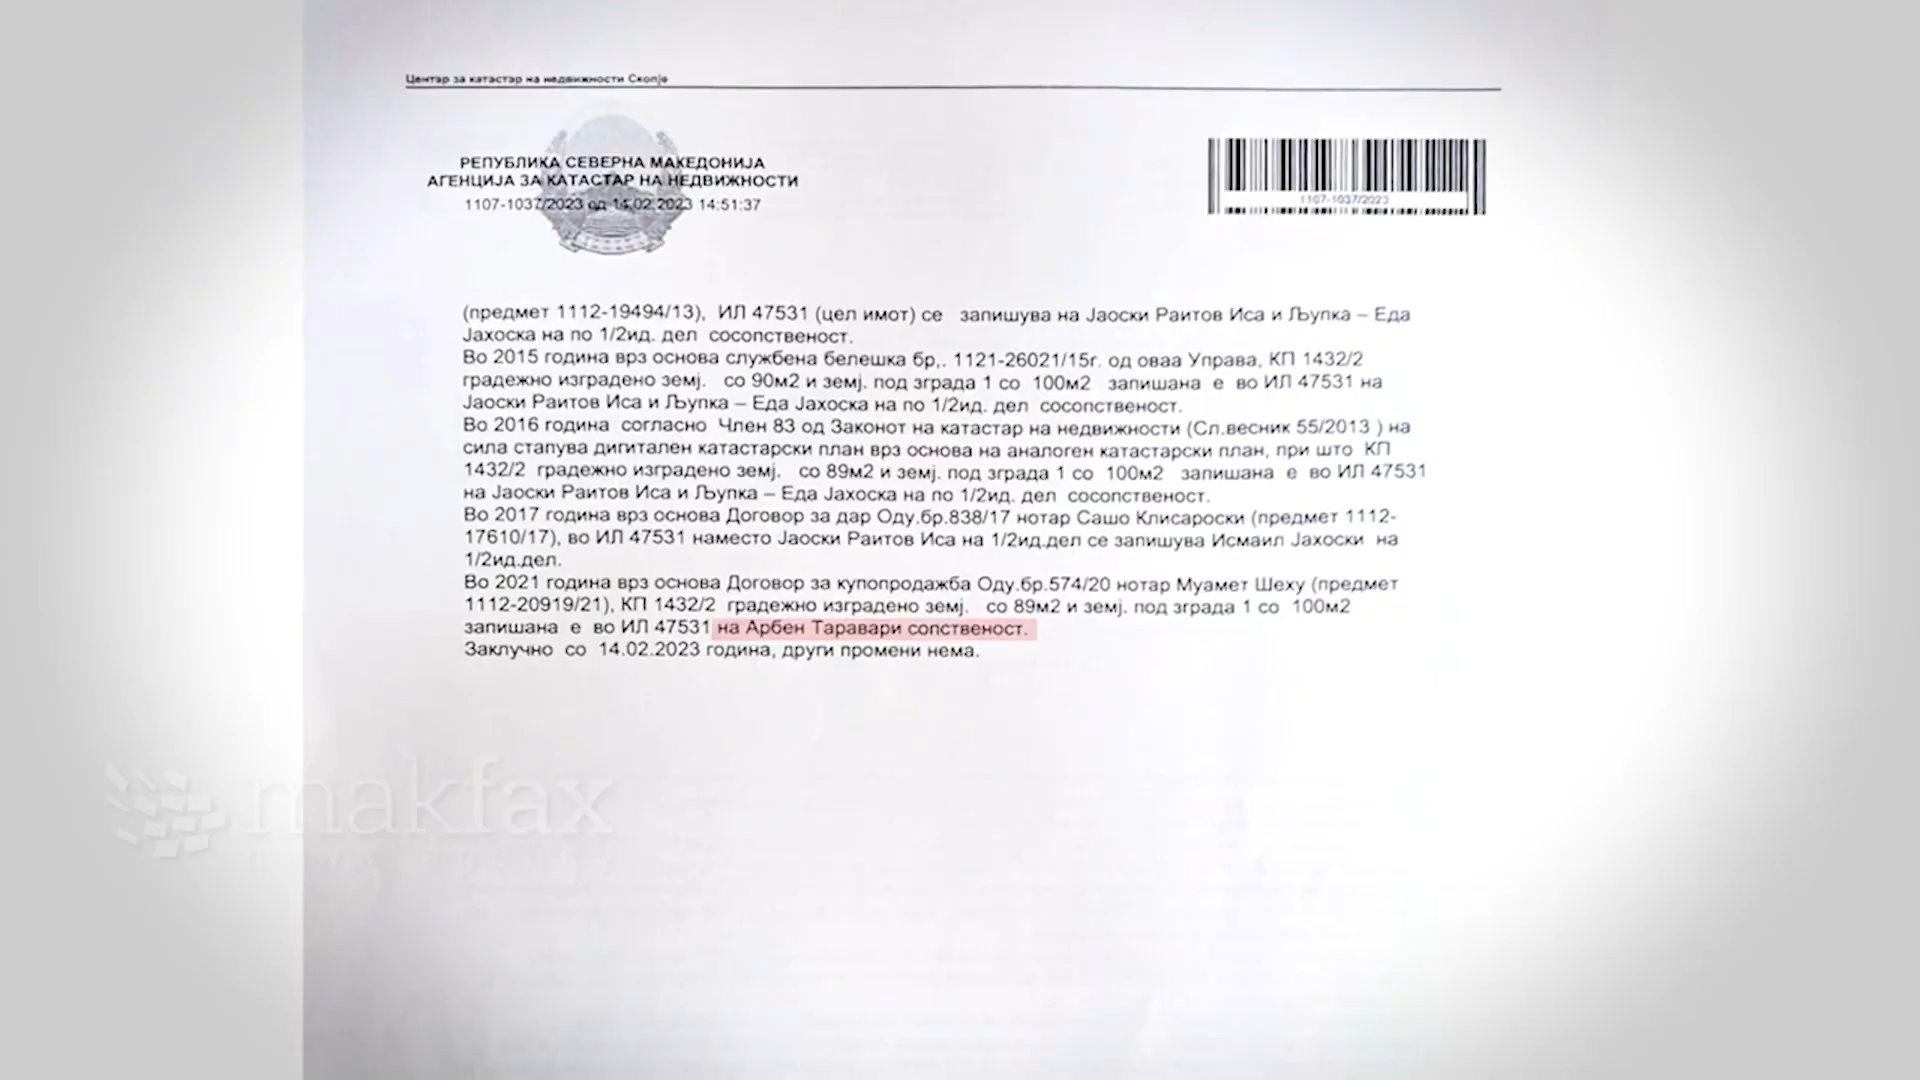 Центар за катастар на недвижности Скопје
РЕПУБЛИКА СЕВЕРНА МАКЕДОНИЈА
АГЕНЦИЈА ЗА КАТАСТАР НА НЕДВИЖНОСТИ
1107-1037/2023 од 14.02.2023 14:51:37
1107-1037/2023
(предмет 1112-19494/13), ИЛ 47531 (цел имот) се запишува на Јаоски Раитов Иса и Љупка – Еда
Јахоска на по 1/2ид. дел сосопственост.
Во 2015 година врз основа службена белешка бр,. 1121-26021/15г. од оваа Управа, КП 1432/2
градежно изградено земј. со 90м2 и земј. под зграда 1 со 100м2 запишана е во ИЛ 47531 на
Јаоски Раитов Иса и Љупка – Еда Јахоска на по 1/2ид. дел сосопственост.
Во 2016 година согласно Член 83 од Законот на катастар на недвижности (Сл.весник 55/2013 ) на
сила стапува дигитален катастарски план врз основа на аналоген катастарски план, при што КП
1432/2 градежно изградено земј. со 89м2 и земј. под зграда 1 со 100м2 запишана е во ИЛ 47531
на Јаоски Раитов Иса и Љупка – Еда Јахоска на по 1/2ид. дел сосопственост.
Во 2017 година врз основа Договор за дар Оду.бр.838/17 нотар Сашо Клисароски (предмет 1112-
17610/17), во ИЛ 47531 наместо Јаоски Раитов Иса на 1/2ид.дел се запишува Исмаил Јахоски на
1/2ид.дел.
Во 2021 година врз основа Договор за купопродажба Оду.бр.574/20 нотар Муамет Шеху (предмет
1112-20919/21), КП 1432/2 градежно изградено земј. со 89м2 и земј. под зграда 1 со 100м2
запишана е во ИЛ 47531 на Арбен Таравари сопственост.
Заклучно со 14.02.2023 година, други промени нема.
makfax